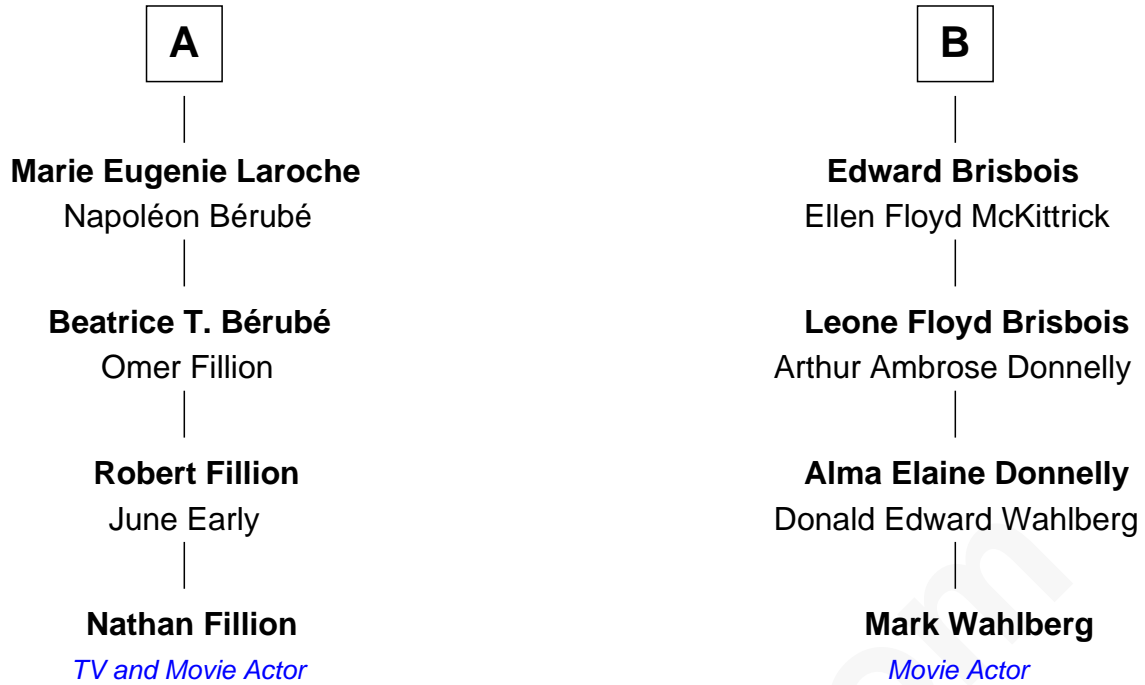 A
Marie Eugenie Laroche
Napoléon Bérubé
Beatrice T. Bérubé
Omer Fillion
Robert Fillion
June Early
Nathan Fillion
TV and Movie Actor
B
Edward Brisbois
Ellen Floyd McKittrick
Leone Floyd Brisbois
Arthur Ambrose Donnelly
Alma Elaine Donnelly
Donald Edward Wahlberg
Mark Wahlberg
Movie Actor